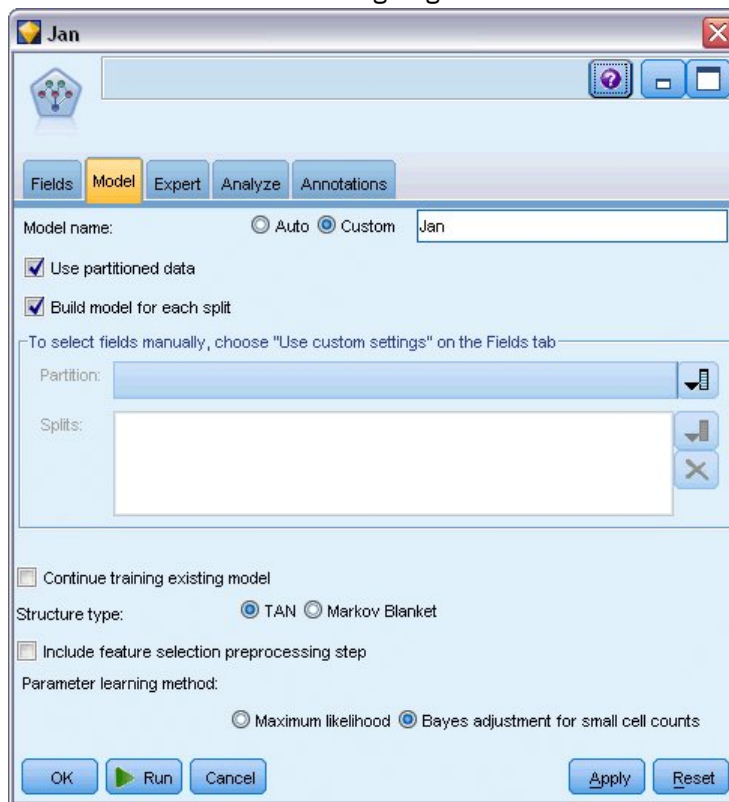 Jan
Fields Model Expert Analyze Annotations
Model name: Auto Custom Jan
Use partitioned data
Build model for each split
To select fields manually, choose "Use custom settings" on the Fields tab
Partition:
Splits:
Continue training existing model
Structure type: TAN Markov Blanket
Include feature selection preprocessing step
Parameter learning method:
Maximum likelihood Bayes adjustment for small cell counts
OK Run Cancel Apply Reset